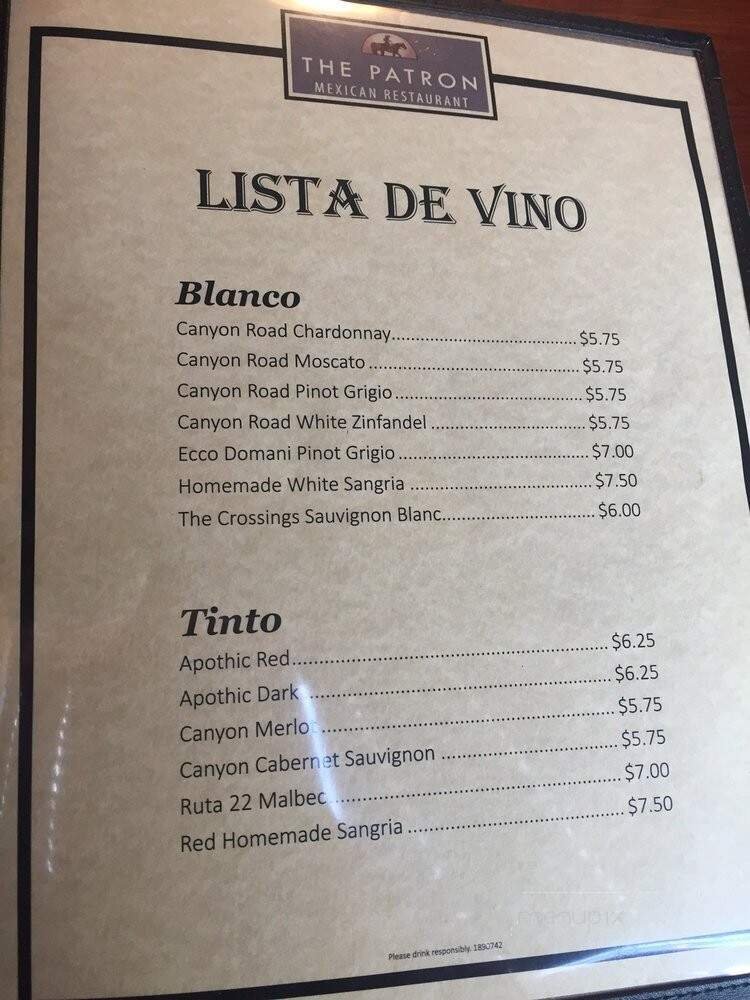 THE PATRON
MEXICAN RESTAURANT
LISTA DE VINO
Blanco
Canyon Road Chardonnay.......................................$5.75
Canyon Road Moscato.............................................$5.75
Canyon Road Pinot Grigio........................................$5.75
Canyon Road White Zinfandel.................................$5.75
Ecco Domani Pinot Grigio........................................$7.00
Homemade White Sangria......................................$7.50
The Crossings Sauvignon Blanc................................$6.00
Tinto
Apothic Red..................................................................$6.25
Apothic Dark................................................................$6.25
Canyon Merlot.............................................................$5.75
Canyon Cabernet Sauvignon.....................................$5.75
Ruta 22 Malbec............................................................$7.00
Red Homemade Sangria.............................................$7.50
menupix
Please drink responsibly. 1890742